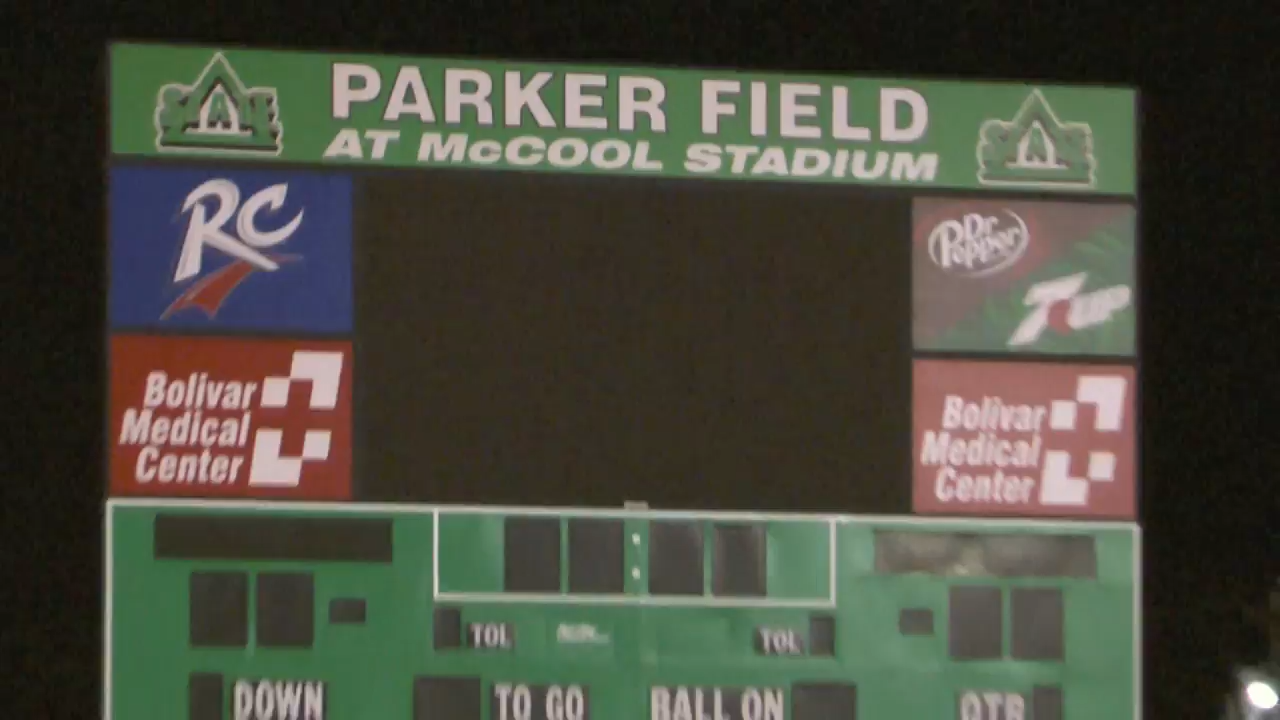 PARKER FIELD
AT McCOOL STADIUM
RC
Dr Pepper
7UP
Bolivar
Medical
Center
Bolivar
Medical
Center
TOL
TOL
DOWN
TO GO
BALL ON
QTR